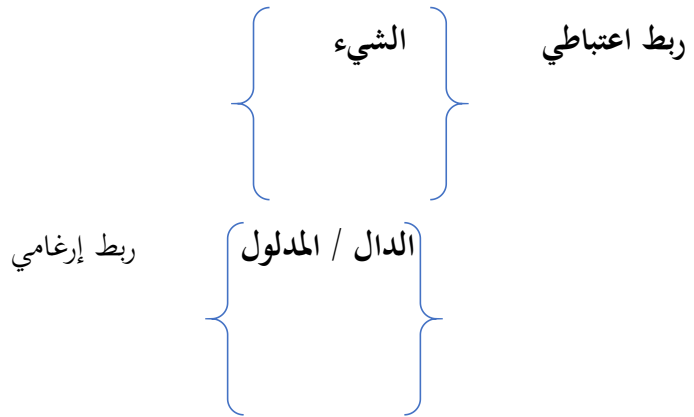 ربط اعتباطي الشيء
الدال / المدلول ربط إرغامي